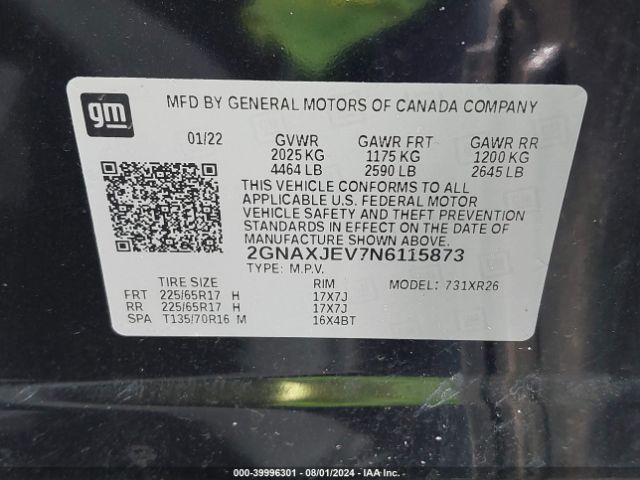 gm
MFD BY GENERAL MOTORS OF CANADA COMPANY
01/22 GVWR GAWR FRT GAWR RR
2025 KG 1175 KG 1200 KG
4464 LB 2590 LB 2645 LB
THIS VEHICLE CONFORMS TO ALL
APPLICABLE U.S. FEDERAL MOTOR
VEHICLE SAFETY AND THEFT PREVENTION
STANDARDS IN EFFECT ON THE DATE OF
MANUFACTURE SHOWN ABOVE.
2GNAXJEV7N6115873
TYPE: M.P.V. MODEL: 731XR26
TIRE SIZE RIM
FRT 225/65R17 H 17X7J
RR 225/65R17 H 17X7J
SPA T135/70R16 M 16X4BT
000-39996301 - 08/01/2024 - IAA Inc.